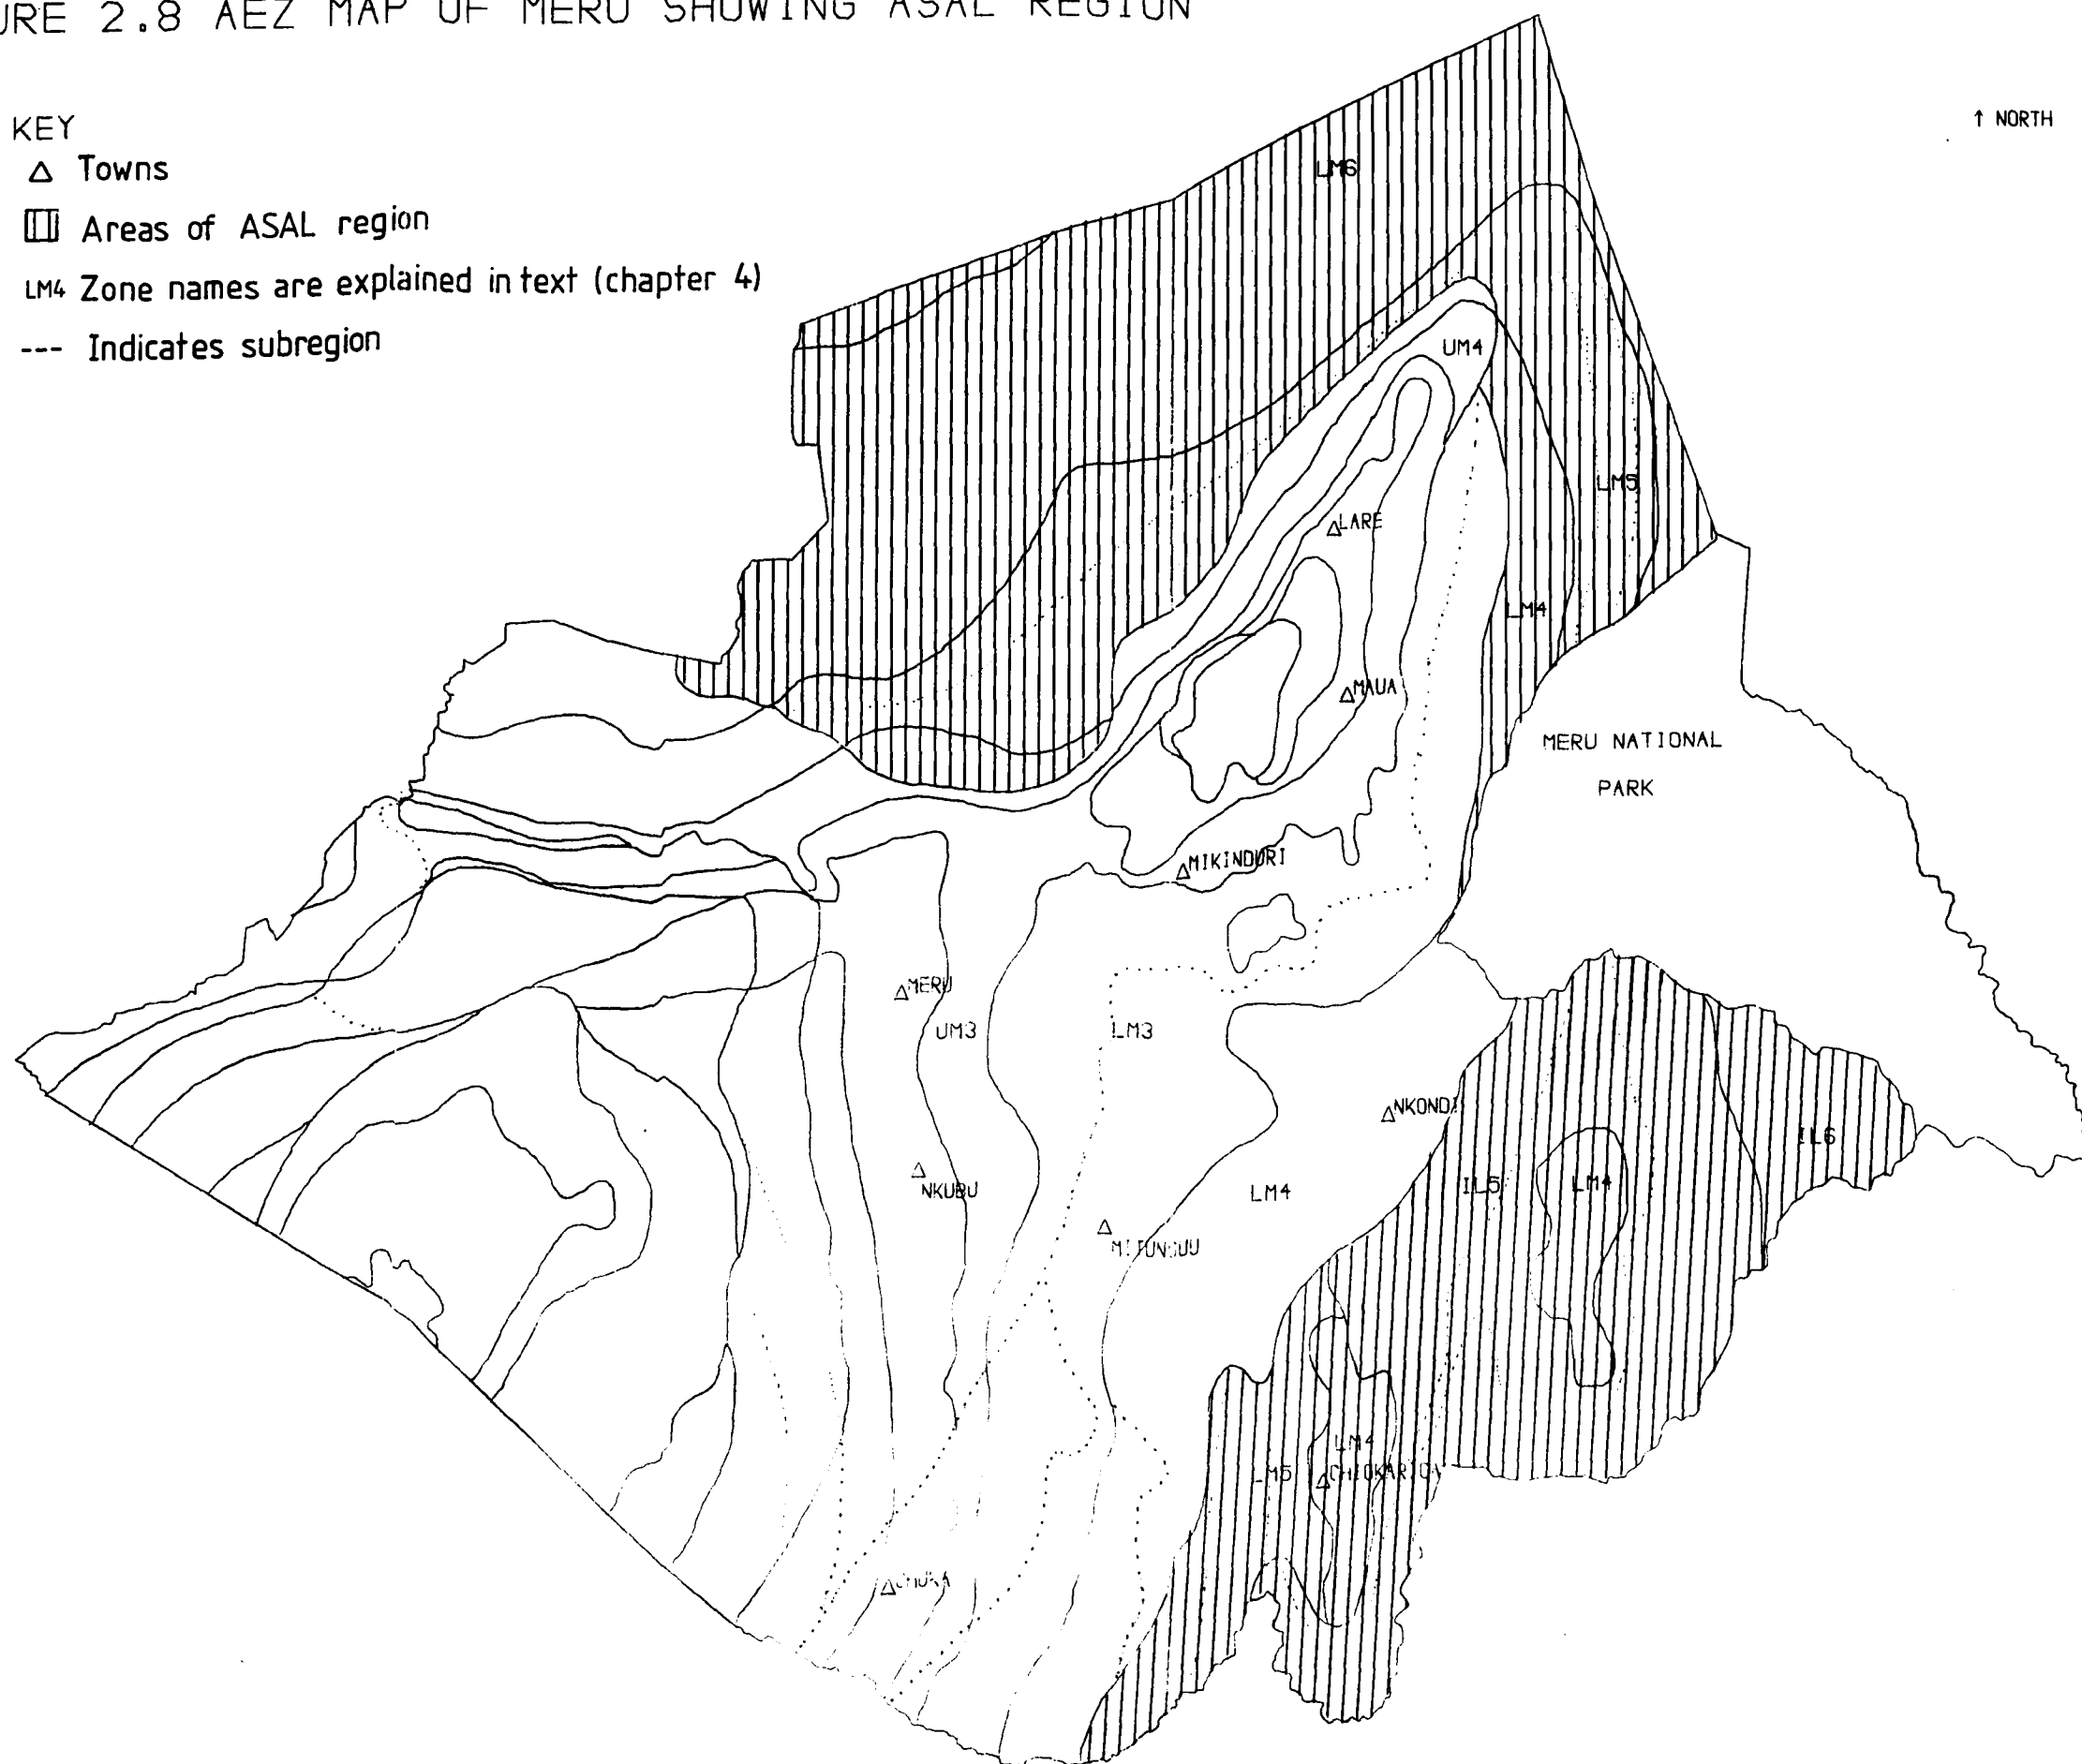 URE 2.8 AEZ MAP OF MERU SHOWING ASAL REGION
KEY
↑ NORTH
Towns
LM6
Areas of ASAL region
LM4 Zone names are explained in text (chapter 4)
--- Indicates subregion
UM4
LM5
LARE
LM4
MAUA
MERU NATIONAL
PARK
MIKINDURI
MERU
UM3
LM3
NKONDI
IL6
NKUBU
LM4
IL5
LM4
LM4
LM5